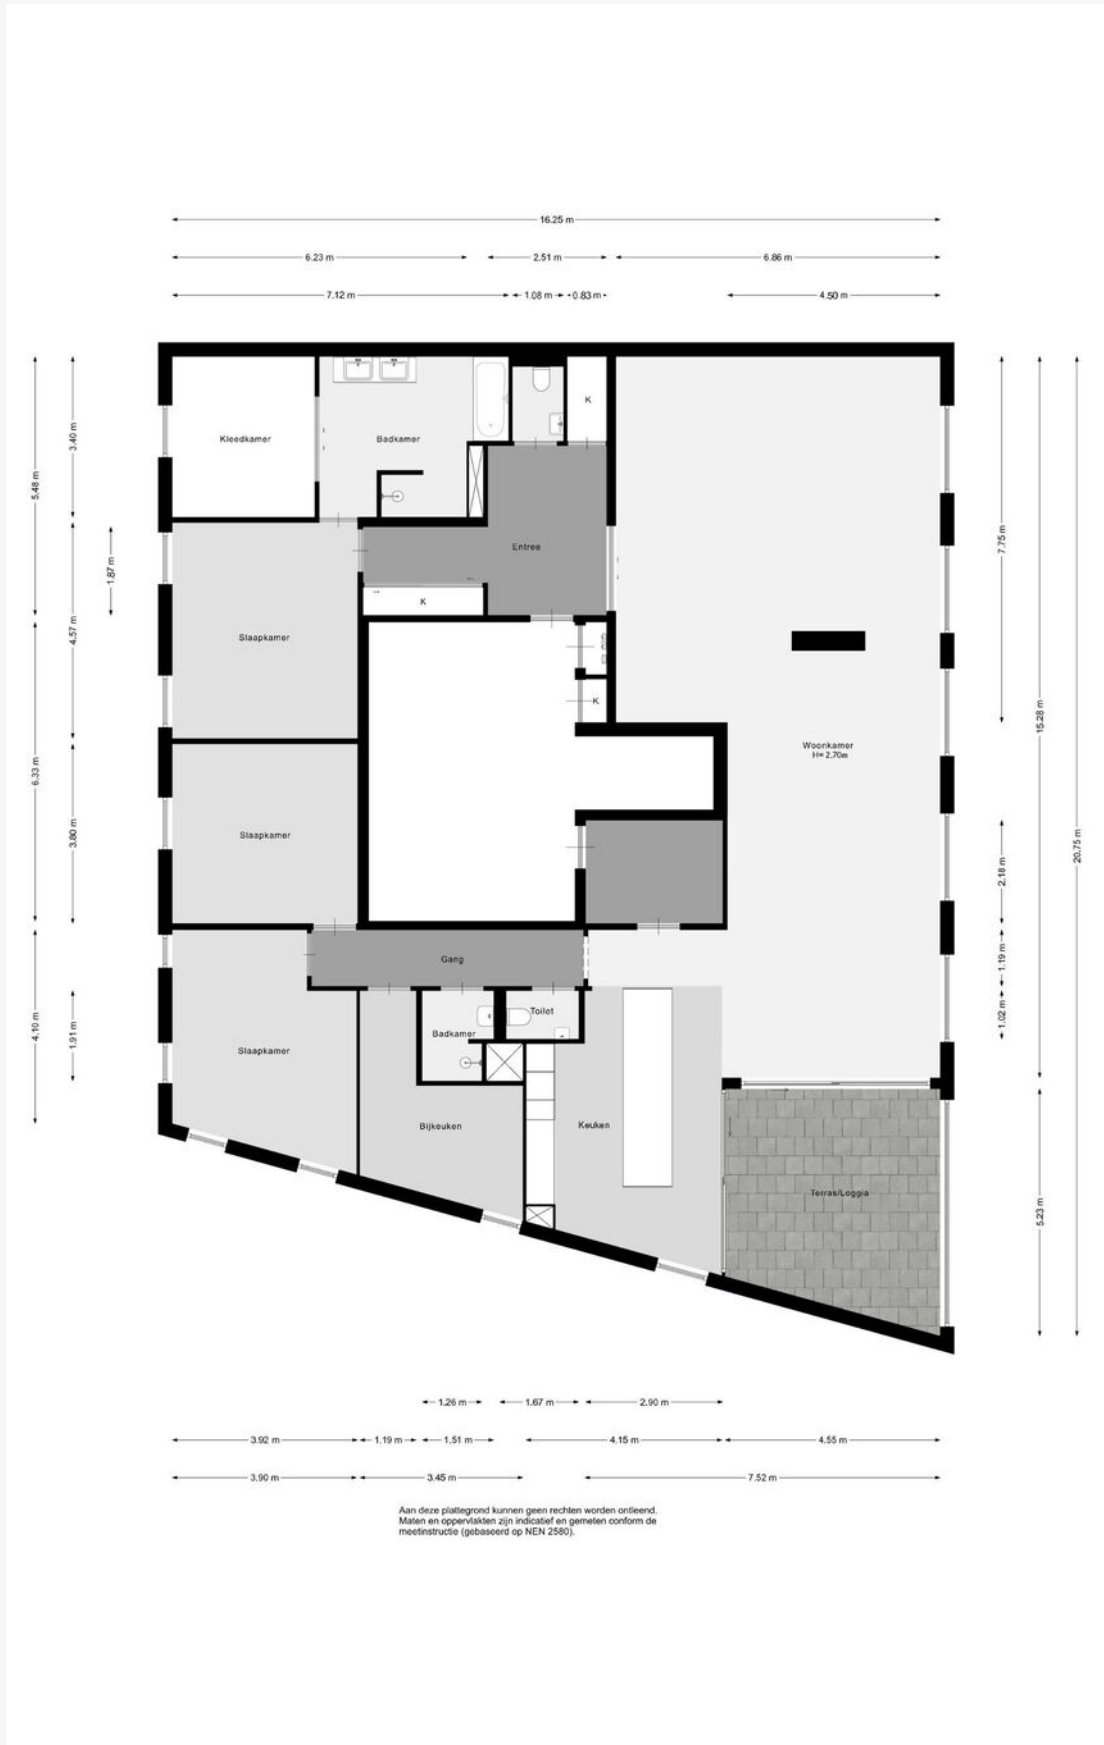 16.25 m
6.23 m
2.51 m
6.86 m
7.12 m
1.08 m
0.83 m
4.50 m
Kleedkamer
Badkamer
K
3.40 m
5.48 m
7.75 m
Entree
1.87 m
K
4.57 m
Slaapkamer
K
15.28 m
Woonkamer
H= 2.70m
6.33 m
3.80 m
Slaapkamer
20.75 m
2.18 m
Gang
1.19 m
Toilet
1.02 m
4.10 m
1.91 m
Badkamer
Slaapkamer
Bijkeuken
Keuken
Terras/Loggia
5.23 m
1.26 m
1.67 m
2.90 m
3.92 m
1.19 m
1.51 m
4.15 m
4.55 m
3.90 m
3.45 m
7.52 m
Aan deze plattegrond kunnen geen rechten worden ontleend.
Maten en oppervlakten zijn indicatief en gemeten conform de
meetinstructie (gebaseerd op NEN 2580).